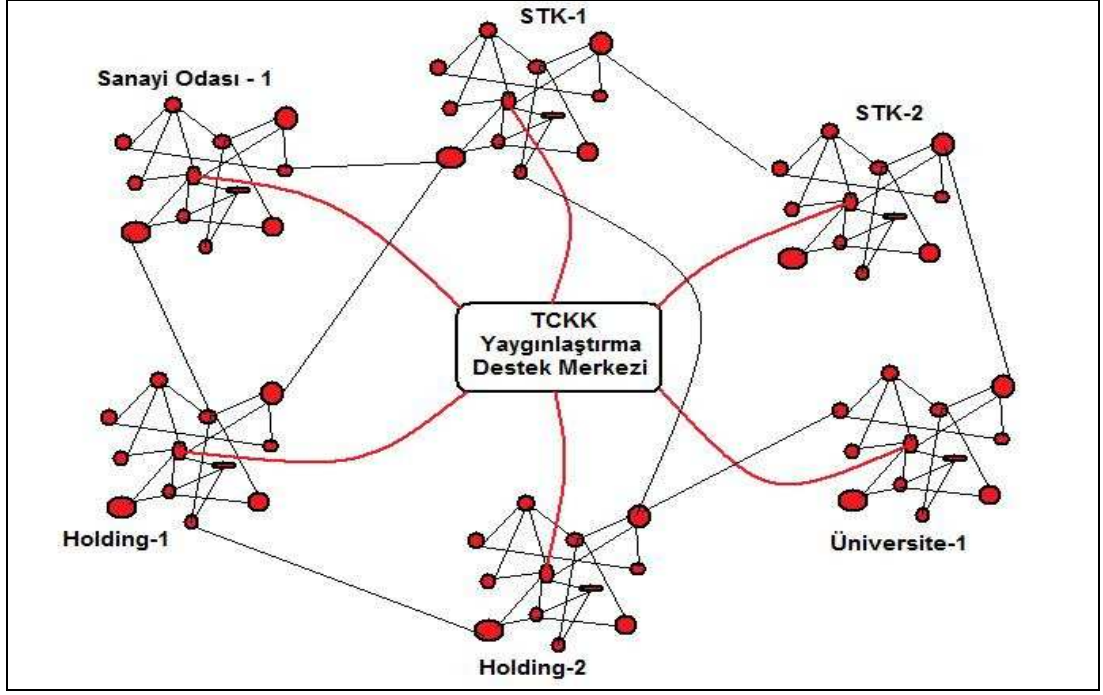 STK-1
Sanayi Odası - 1
STK-2
TCKK
Yaygınlaştırma
Destek Merkezi
Holding-1
Üniversite-1
Holding-2